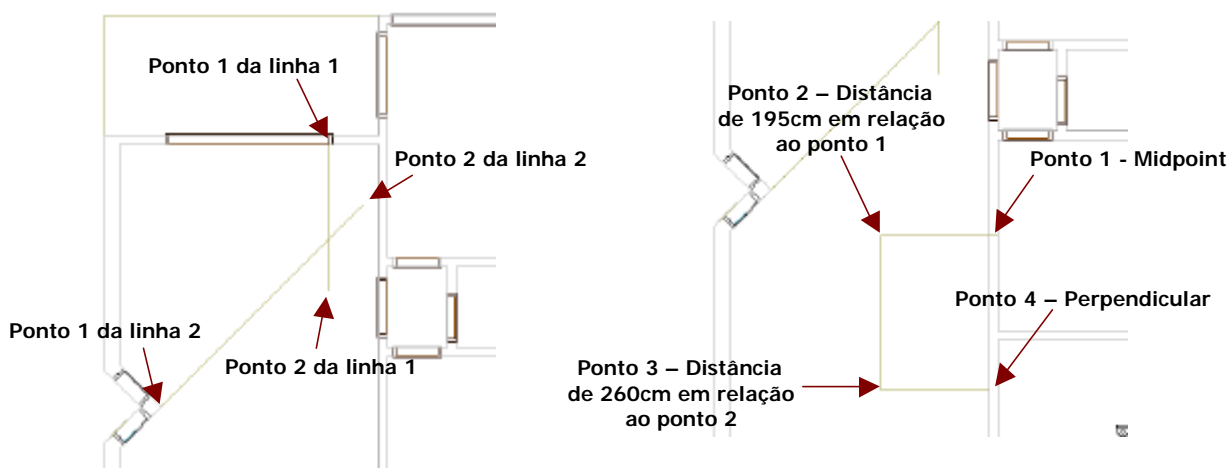 Ponto 1 da linha 1
Ponto 2 da linha 2
Ponto 1 da linha 2
Ponto 2 da linha 1
Ponto 2 – Distância
de 195cm em relação
ao ponto 1
Ponto 1 - Midpoint
Ponto 4 – Perpendicular
Ponto 3 – Distância
de 260cm em relação
ao ponto 2